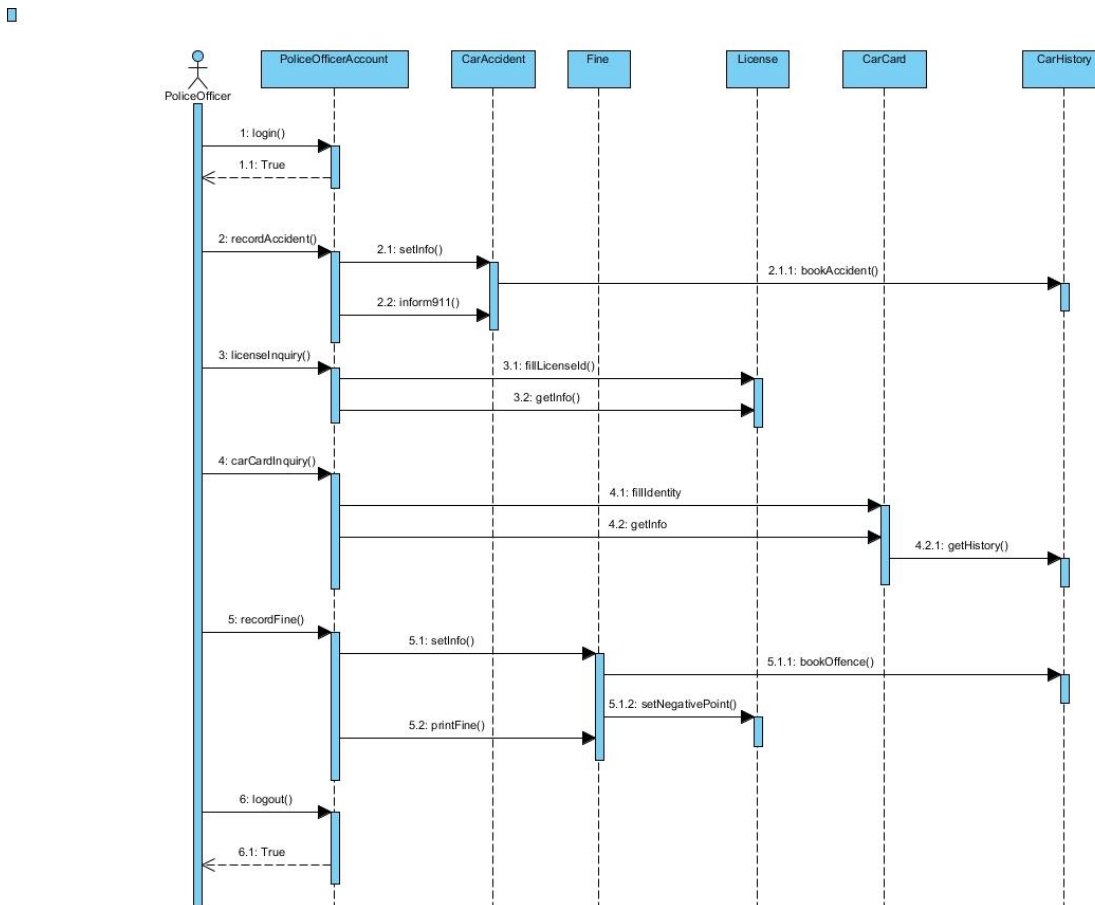 PoliceOfficerAccount
CarAccident
Fine
License
CarCard
CarHistory
PoliceOfficer
1: login()
1.1: True
2: recordAccident()
2.1: setInfo()
2.1.1: bookAccident()
2.2: inform911()
3: licenseInquiry()
3.1: fillLicenseId()
3.2: getInfo()
4: carCardInquiry()
4.1: fillIdentity
4.2: getInfo
4.2.1: getHistory()
5: recordFine()
5.1: setInfo()
5.1.1: bookOffence()
5.1.2: setNegativePoint()
5.2: printFine()
6: logout()
6.1: True